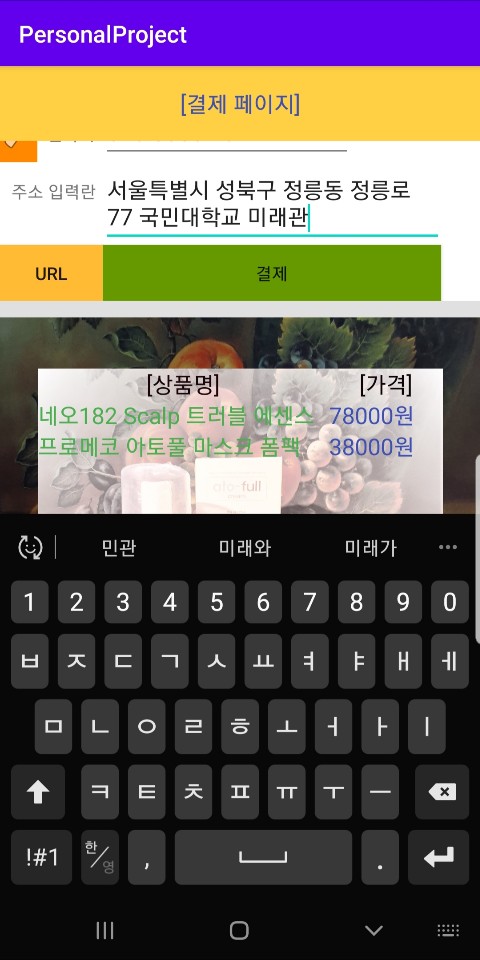 PersonalProject
[결제 페이지]
주소 입력란
서울특별시 성북구 정릉동 정릉로
77 국민대학교 미래관
URL
결제
[상품명] [가격]
네오182 Scalp 트러블 에센스 78000원
프로메코 아토풀 마스크 폼팩 38000원
ato-full
민관 미래와 미래가
1 2 3 4 5 6 7 8 9 0
ㅂ ㅈ ㄷ ㄱ ㅅ ㅛ ㅕ ㅑ ㅐ ㅔ
ㅁ ㄴ ㅇ ㄹ ㅎ ㅗ ㅓ ㅏ ㅣ
ㅋ ㅌ ㅊ ㅍ ㅠ ㅜ ㅡ
!#1 한/영 , .